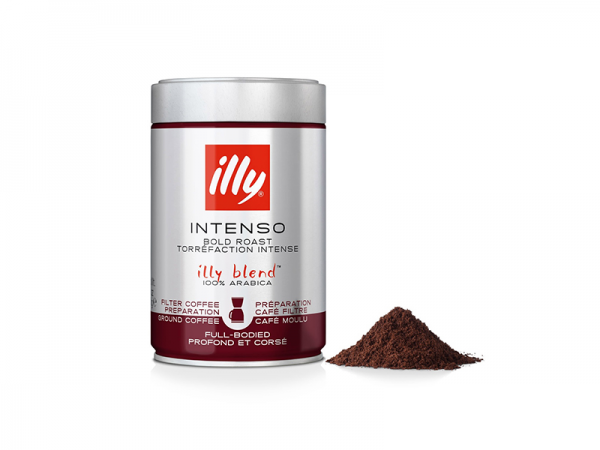 illy
INTENSO
BOLD ROAST
TORRÉFACTION INTENSE
illy blend™
100% ARABICA
FILTER COFFEE
PREPARATION
GROUND COFFEE
PRÉPARATION
CAFÉ FILTRE
CAFÉ MOULU
FULL-BODIED
PROFOND ET CORSÉ